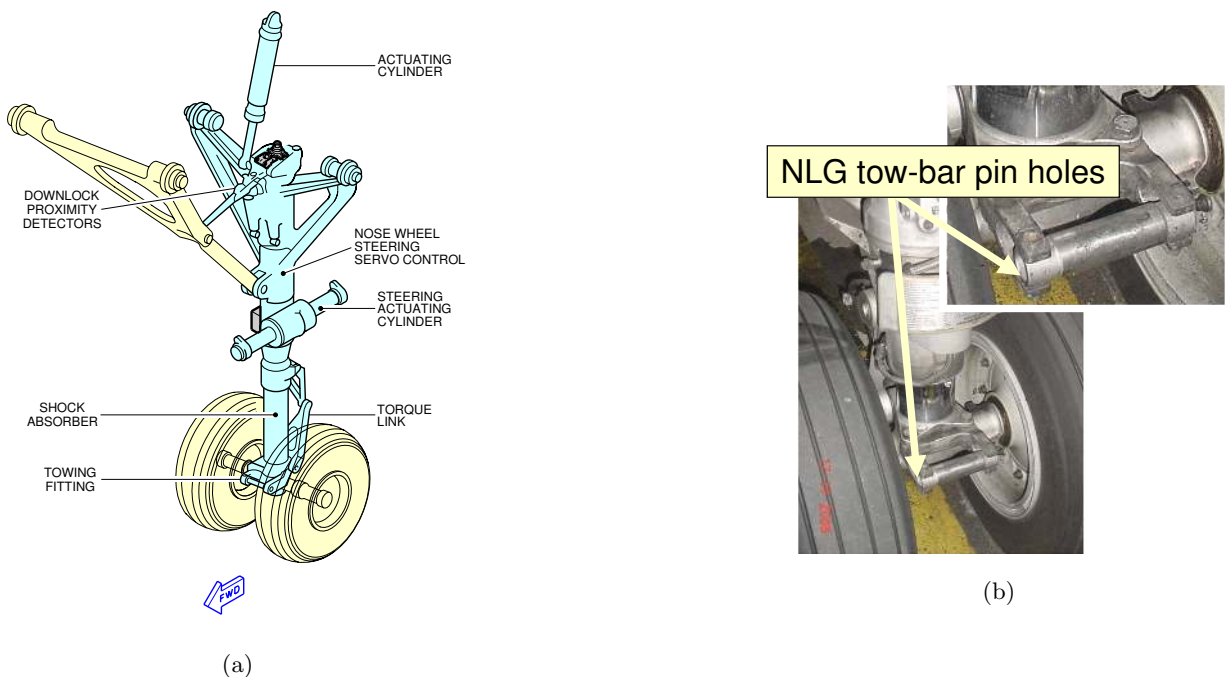 ACTUATING
CYLINDER
DOWNLOCK
PROXIMITY
DETECTORS
NOSE WHEEL
STEERING
SERVO CONTROL
STEERING
ACTUATING
CYLINDER
SHOCK
ABSORBER
TORQUE
LINK
TOWING
FITTING
FWD
(a)
NLG tow-bar pin holes
(b)